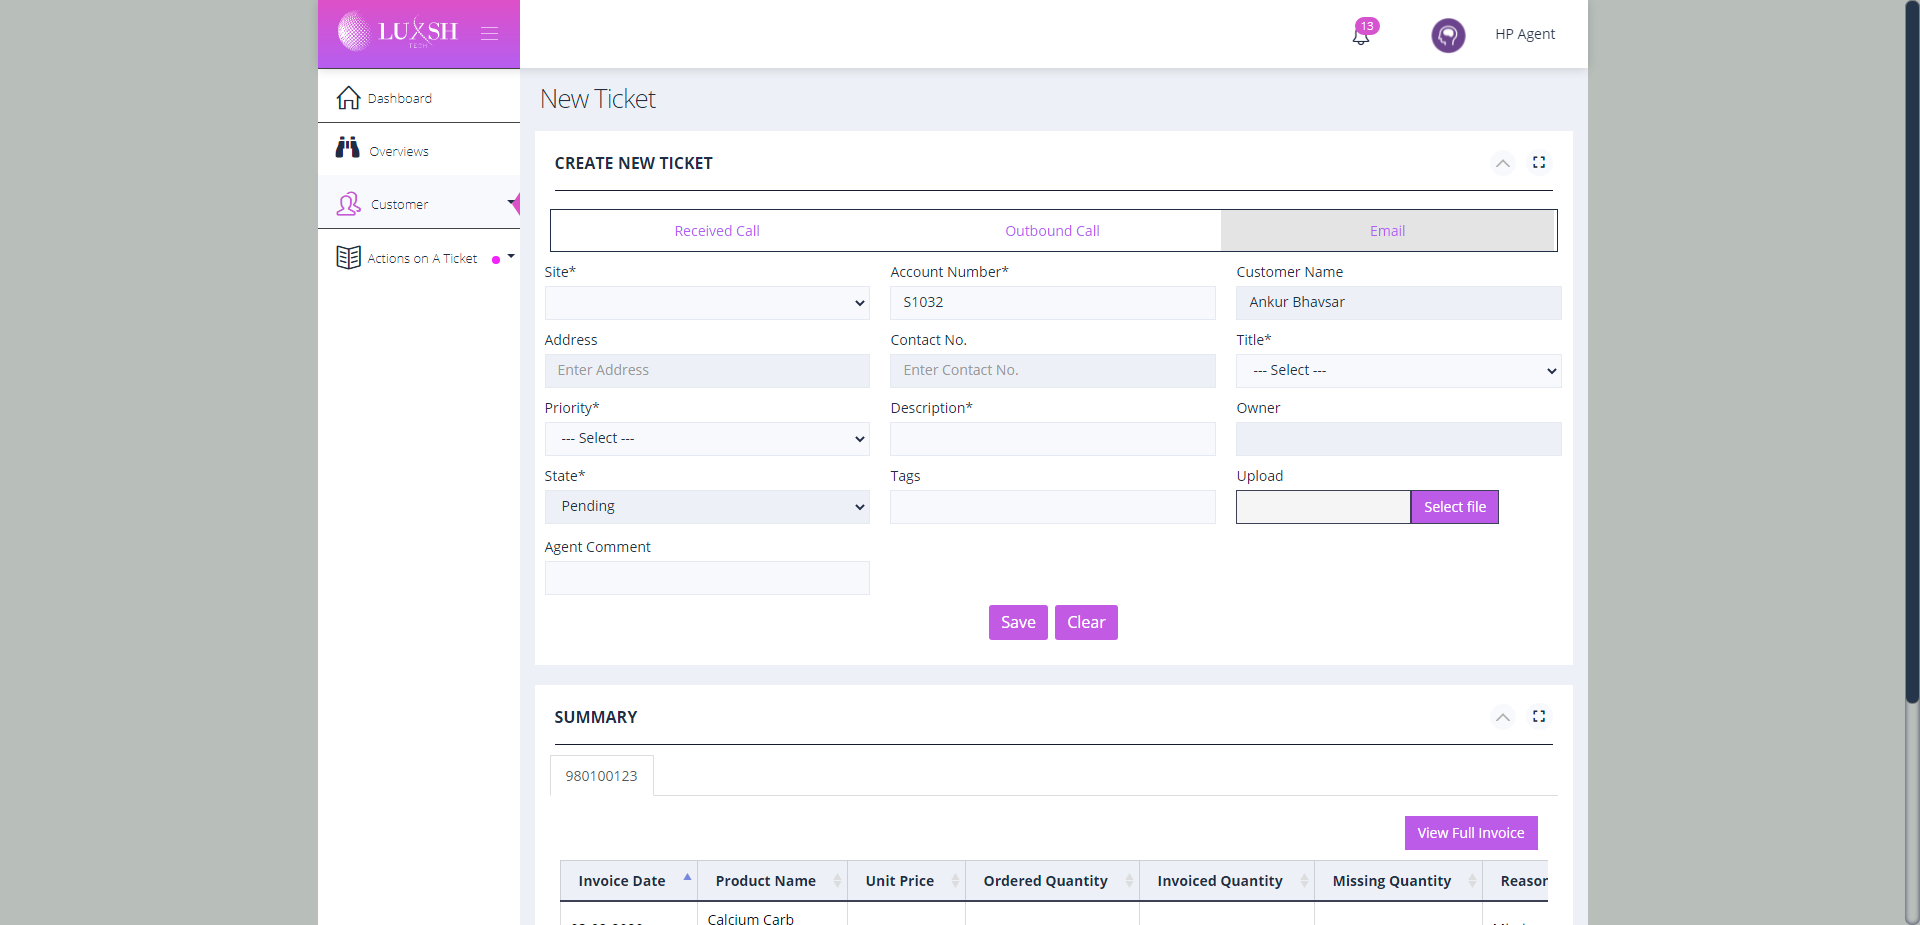 LUXSH
TECH
13
HP Agent
Dashboard
Overviews
Customer
Actions on A Ticket
New Ticket
CREATE NEW TICKET
Received Call
Outbound Call
Email
Site*
Account Number*
Customer Name
S1032
Ankur Bhavsar
Address
Contact No.
Title*
Enter Address
Enter Contact No.
--- Select ---
Priority*
Description*
Owner
--- Select ---
State*
Tags
Upload
Pending
Select file
Agent Comment
Save
Clear
SUMMARY
980100123
View Full Invoice
Invoice Date
Product Name
Unit Price
Ordered Quantity
Invoiced Quantity
Missing Quantity
Reason
Calcium Carb